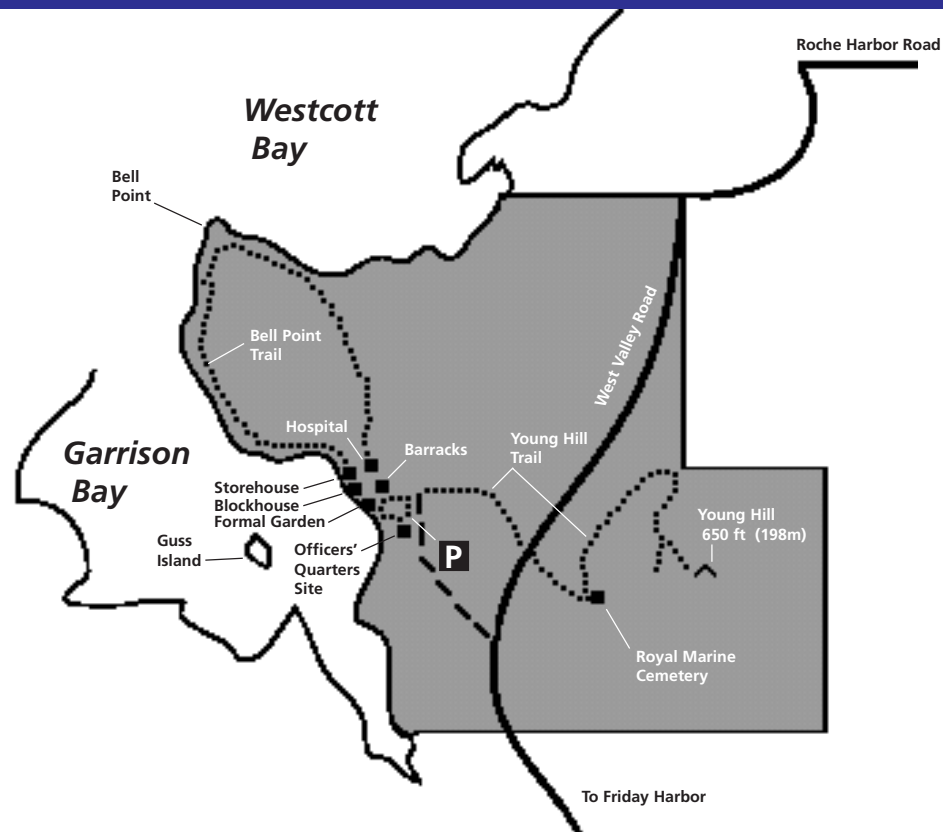 Roche Harbor Road
Westcott
Bay
Bell
Point
West Valley Road
Bell Point
Trail
Hospital
Young Hill
Trail
Barracks
Garrison
Bay
Storehouse
Blockhouse
Formal Garden
Young Hill
650 ft (198m)
Guss
Island
Officers’
Quarters
Site
P
Royal Marine
Cemetery
To Friday Harbor